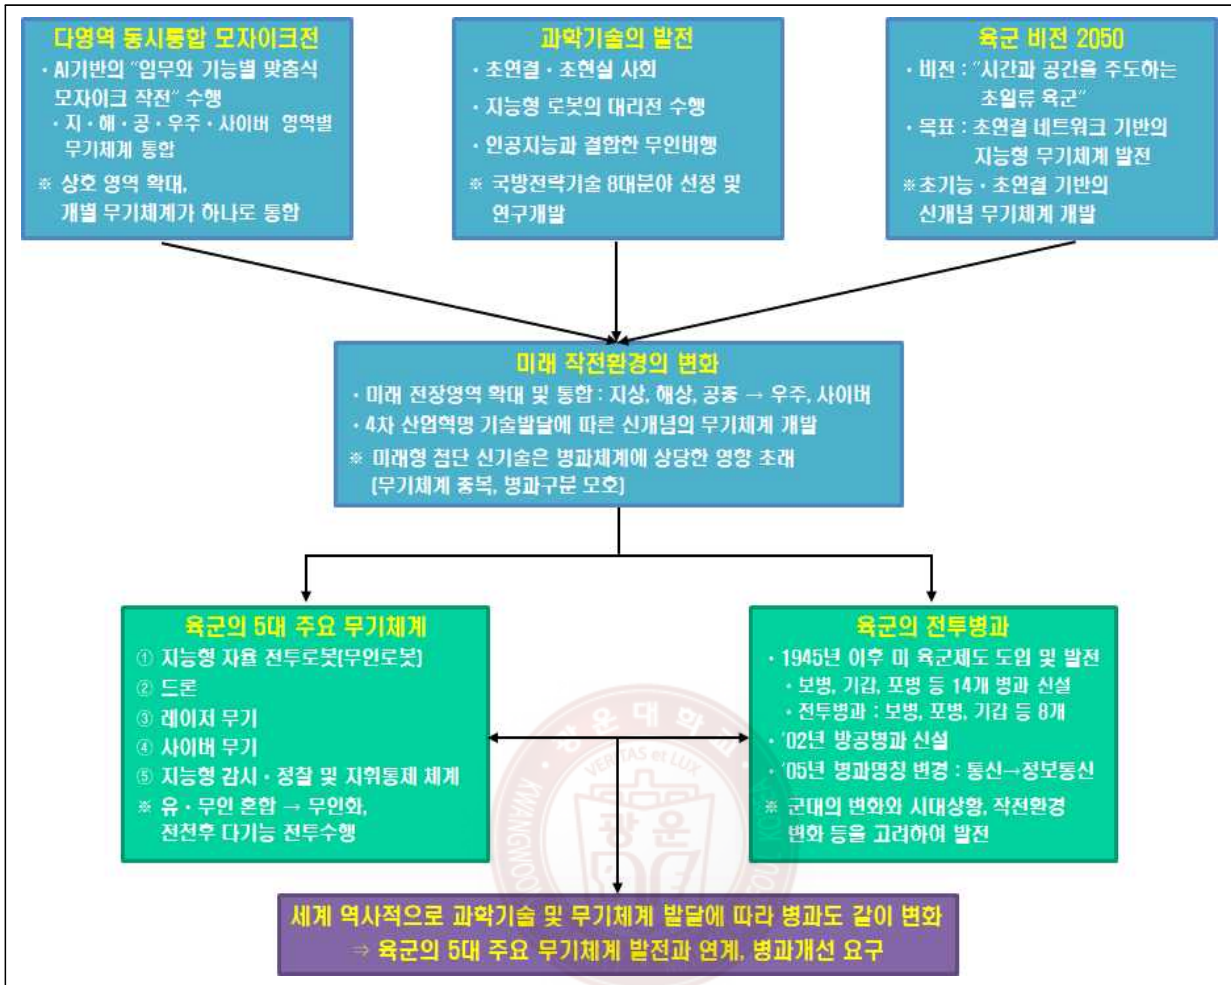 다영역 동시통합 모자이크전
· AI기반의 "임무와 기능별 맞춤식
모자이크 작전" 수행
· 지 · 해 · 공 · 우주 · 사이버 영역별
무기체계 통합
※ 상호 영역 확대,
개별 무기체계가 하나로 통합
과학기술의 발전
· 초연결 · 초현실 사회
· 지능형 로봇의 대리전 수행
· 인공지능과 결합한 무인비행
※ 국방전략기술 8대분야 선정 및
연구개발
육군 비전 2050
· 비전 : "시간과 공간을 주도하는
초일류 육군"
· 목표 : 초연결 네트워크 기반의
지능형 무기체계 발전
※초기능 · 초연결 기반의
신개념 무기체계 개발
미래 작전환경의 변화
· 미래 전장영역 확대 및 통합 : 지상, 해상, 공중 → 우주, 사이버
· 4차 산업혁명 기술발달에 따른 신개념의 무기체계 개발
※ 미래형 첨단 신기술은 병과체계에 상당한 영향 초래
(무기체계 중복, 병과구분 모호)
육군의 5대 주요 무기체계
① 지능형 자율 전투로봇(무인로봇)
② 드론
③ 레이저 무기
④ 사이버 무기
⑤ 지능형 감시 · 정찰 및 지휘통제 체계
※ 유 · 무인 혼합 → 무인화,
전천후 다기능 전투수행
육군의 전투병과
· 1945년 이후 미 육군제도 도입 및 발전
· 보병, 기갑, 포병 등 14개 병과 신설
· 전투병과 : 보병, 포병, 기갑 등 8개
· '02년 방공병과 신설
· '05년 병과명칭 변경 : 통신→정보통신
※ 군대의 변화와 시대상황, 작전환경
변화 등을 고려하여 발전
광운대학교
VERITAS et LUX
광운
세계 역사적으로 과학기술 및 무기체계 발달에 따라 병과도 같이 변화
⇒ 육군의 5대 주요 무기체계 발전과 연계, 병과개선 요구